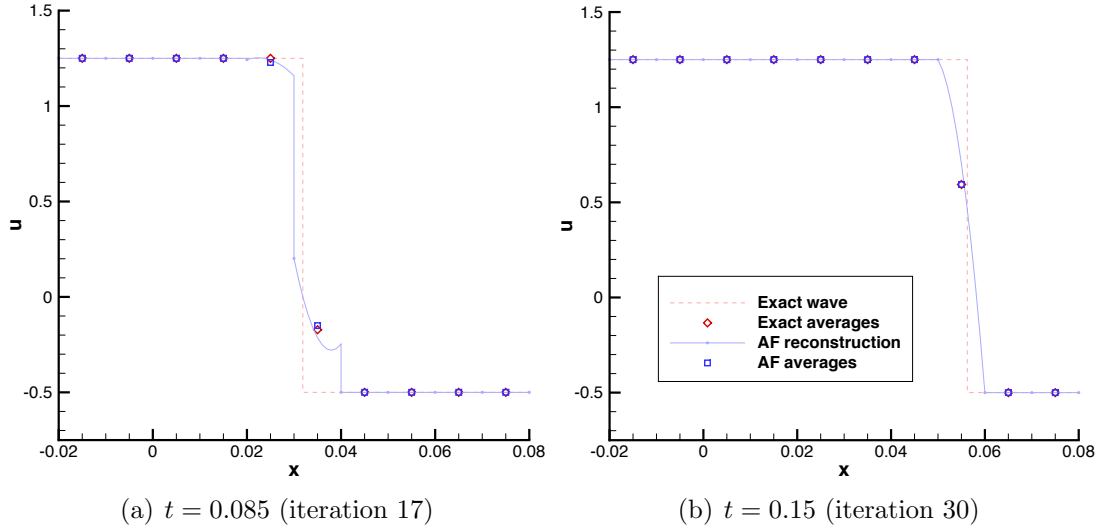 1.5
1
0.5
0
-0.5
u
-0.02
0
0.02
0.04
0.06
0.08
x
(a) t = 0.085 (iteration 17)
1.5
1
0.5
0
-0.5
u
-0.02
0
0.02
0.04
0.06
0.08
x
Exact wave
Exact averages
AF reconstruction
AF averages
(b) t = 0.15 (iteration 30)